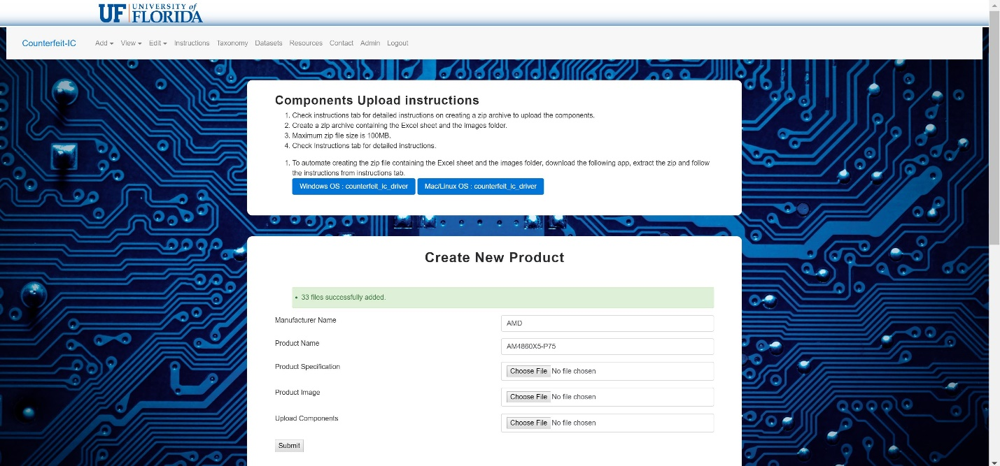 UF UNIVERSITY of
FLORIDA
Counterfeit-IC Add View Edit Instructions Taxonomy Datasets Resources Contact Admin Logout
Components Upload instructions
1. Check instructions tab for detailed instructions on creating a zip archive to upload the components.
2. Create a zip archive containing the Excel sheet and the images folder.
3. Maximum zip file size is 100MB.
4. Check Instructions tab for detailed instructions.
1. To automate creating the zip file containing the Excel sheet and the images folder, download the following app, extract the zip and follow
the instructions from instructions tab.
Windows OS : counterfeit_ic_driver Mac/Linux OS : counterfeit_ic_driver
Create New Product
• 33 files successfully added.
Manufacturer Name AMD
Product Name AM4860X5-P75
Product Specification Choose File No file chosen
Product Image Choose File No file chosen
Upload Components Choose File No file chosen
Submit